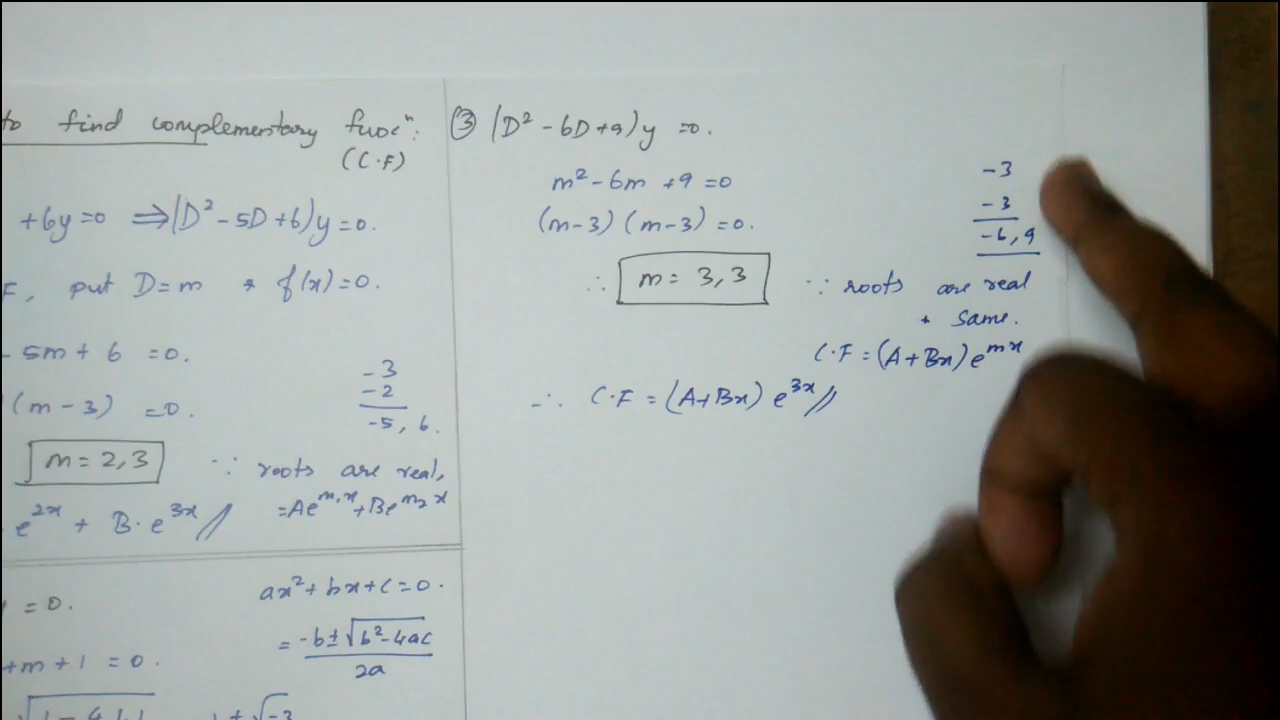 to find complementary funcⁿ:
(C.F)
+6y=0 ⟹ (D² - 5D + 6)y = 0.
F, put D=m & f(x)=0.
- 5m + 6 = 0.
(m-3) = 0.
-3
-2
-5, 6.
m = 2, 3 ∵ roots are real,
= Ae^{m₁x} + Be^{m₂x}
e^{2x} + B. e^{3x} //
= 0.
ax² + bx + c = 0.
= (-b ± √(b²-4ac)) / 2a
+m + 1 = 0.
③ (D² - 6D + 9)y = 0.
m² - 6m + 9 = 0
(m-3) (m-3) = 0.
-3
-3
-6, 9
∴ m = 3, 3 ∵ roots are real
+ same.
C.F = (A+Bx) e^{mx}
∴ C.F = (A+Bx) e^{3x} //